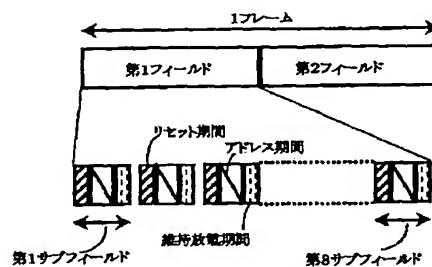 1フレーム
第1フィールド
第2フィールド
リセット期間
アドレス期間
維持放電期間
第1サブフィールド
第8サブフィールド